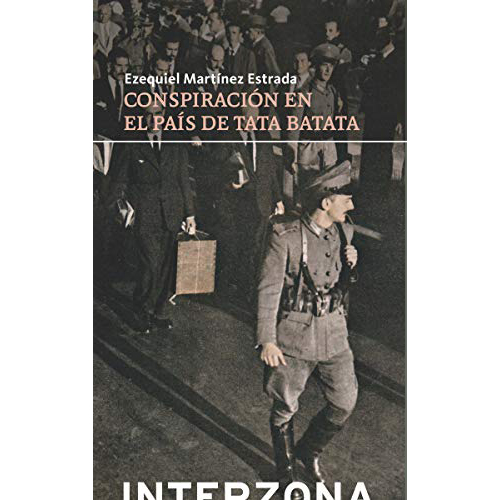 Ezequiel Martínez Estrada
CONSPIRACIÓN EN
EL PAÍS DE TATA BATATA
INTERZONA